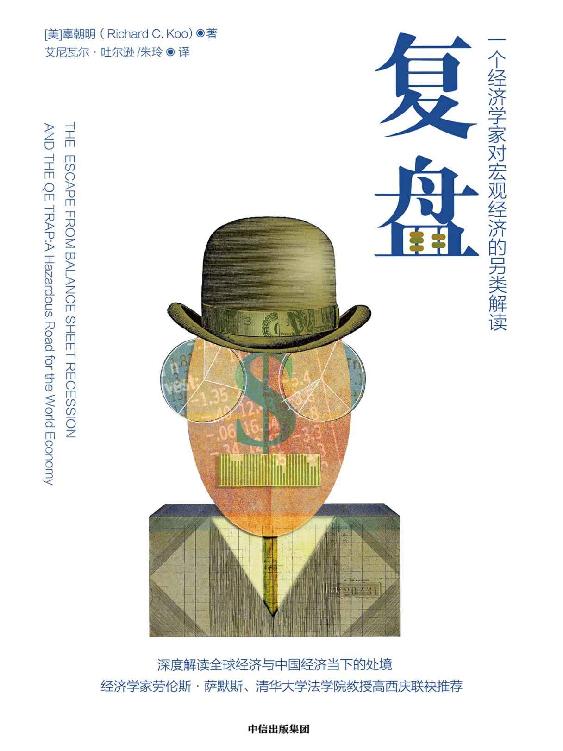 [美]辜朝明（Richard C. Koo）◉著
艾尼瓦尔·吐尔逊/朱玲 ◉ 译
复盘
一个经济学家对宏观经济的另类解读
THE ESCAPE FROM BALANCE SHEET RECESSION
AND THE QE TRAP:A Hazardous Road for the World Economy
$
深度解读全球经济与中国经济当下的处境
经济学家劳伦斯·萨默斯、清华大学法学院教授高西庆联袂推荐
中信出版集团